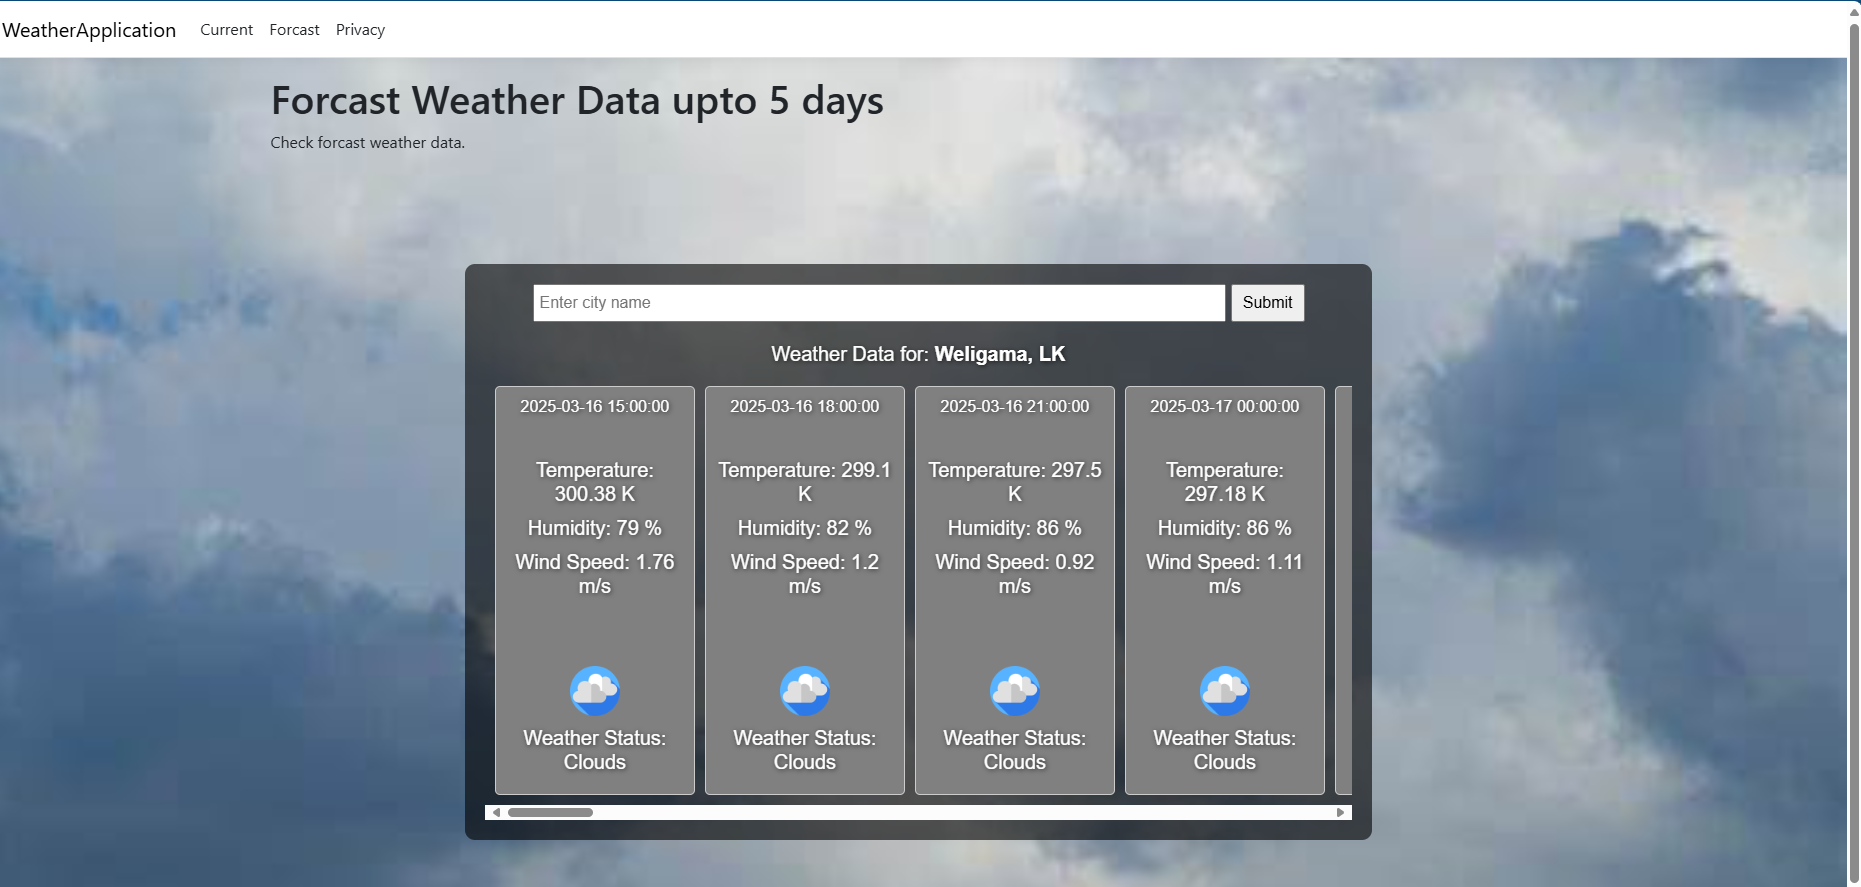 WeatherApplication Current Forcast Privacy
Forcast Weather Data upto 5 days
Check forcast weather data.
Enter city name Submit
Weather Data for: Weligama, LK
2025-03-16 15:00:00
Temperature:
300.38 K
Humidity: 79 %
Wind Speed: 1.76
m/s
Weather Status:
Clouds
2025-03-16 18:00:00
Temperature: 299.1
K
Humidity: 82 %
Wind Speed: 1.2
m/s
Weather Status:
Clouds
2025-03-16 21:00:00
Temperature: 297.5
K
Humidity: 86 %
Wind Speed: 0.92
m/s
Weather Status:
Clouds
2025-03-17 00:00:00
Temperature:
297.18 K
Humidity: 86 %
Wind Speed: 1.11
m/s
Weather Status:
Clouds